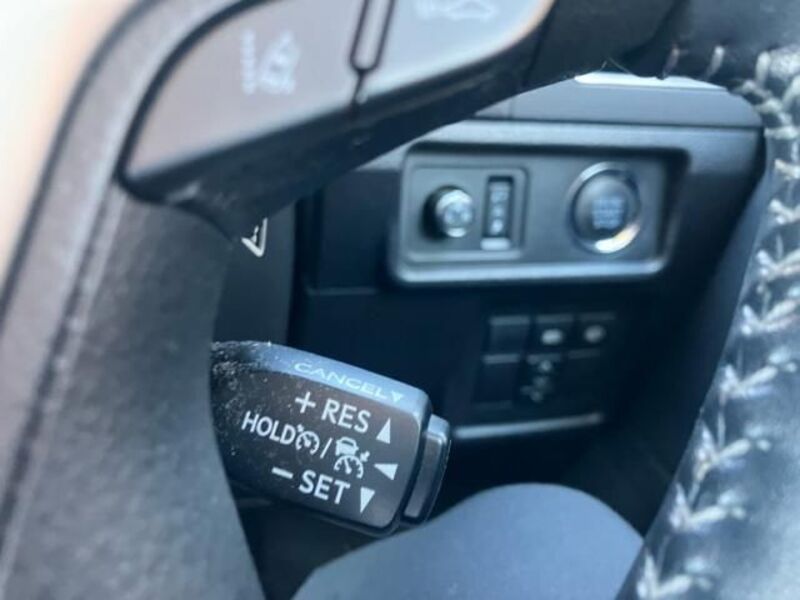 CANCEL
+ RES
HOLD /
− SET